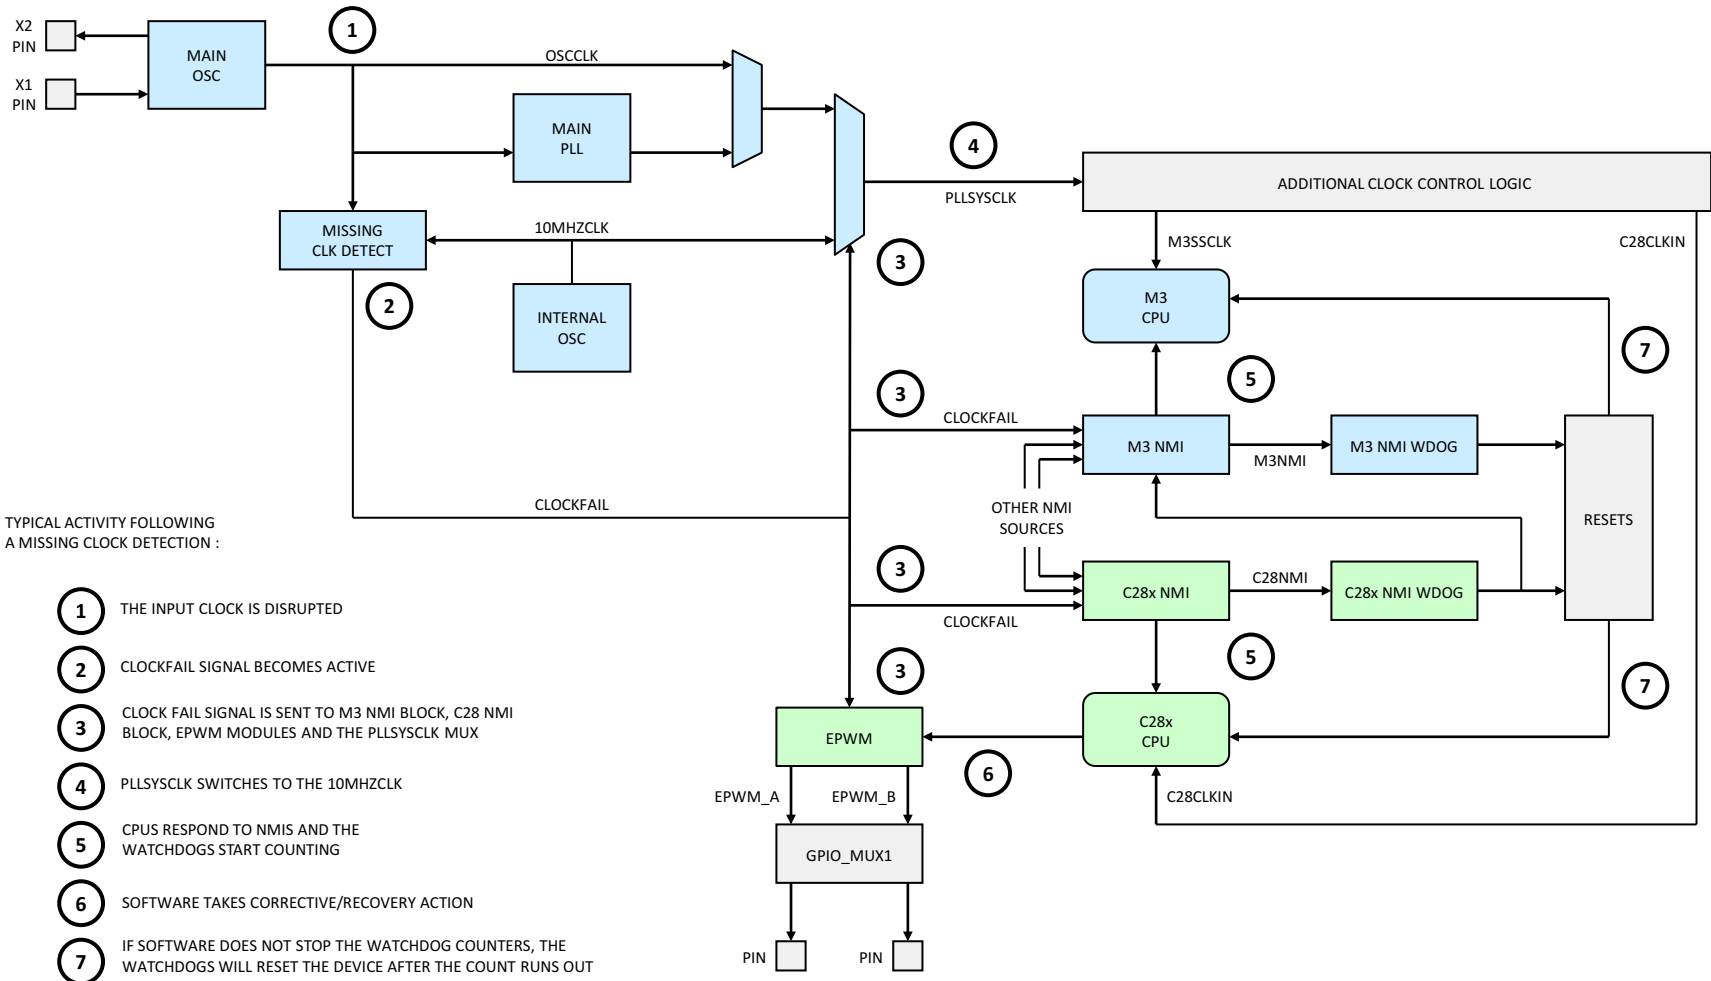 X2
PIN
X1
PIN
MAIN
OSC
1
OSCCLK
MAIN
PLL
4
PLLSYSCLK
ADDITIONAL CLOCK CONTROL LOGIC
MISSING
CLK DETECT
10MHZCLK
3
M3SSCLK
C28CLKIN
2
INTERNAL
OSC
M3
CPU
7
3
5
CLOCKFAIL
M3 NMI
M3NMI
M3 NMI WDOG
CLOCKFAIL
OTHER NMI
SOURCES
RESETS
TYPICAL ACTIVITY FOLLOWING
A MISSING CLOCK DETECTION :
3
C28x NMI
C28NMI
C28x NMI WDOG
CLOCKFAIL
5
3
7
EPWM
C28x
CPU
6
EPWM_A
EPWM_B
C28CLKIN
GPIO_MUX1
PIN
PIN
1 THE INPUT CLOCK IS DISRUPTED
2 CLOCKFAIL SIGNAL BECOMES ACTIVE
3 CLOCK FAIL SIGNAL IS SENT TO M3 NMI BLOCK, C28 NMI
BLOCK, EPWM MODULES AND THE PLLSYSCLK MUX
4 PLLSYSCLK SWITCHES TO THE 10MHZCLK
5 CPUS RESPOND TO NMIS AND THE
WATCHDOGS START COUNTING
6 SOFTWARE TAKES CORRECTIVE/RECOVERY ACTION
7 IF SOFTWARE DOES NOT STOP THE WATCHDOG COUNTERS, THE
WATCHDOGS WILL RESET THE DEVICE AFTER THE COUNT RUNS OUT